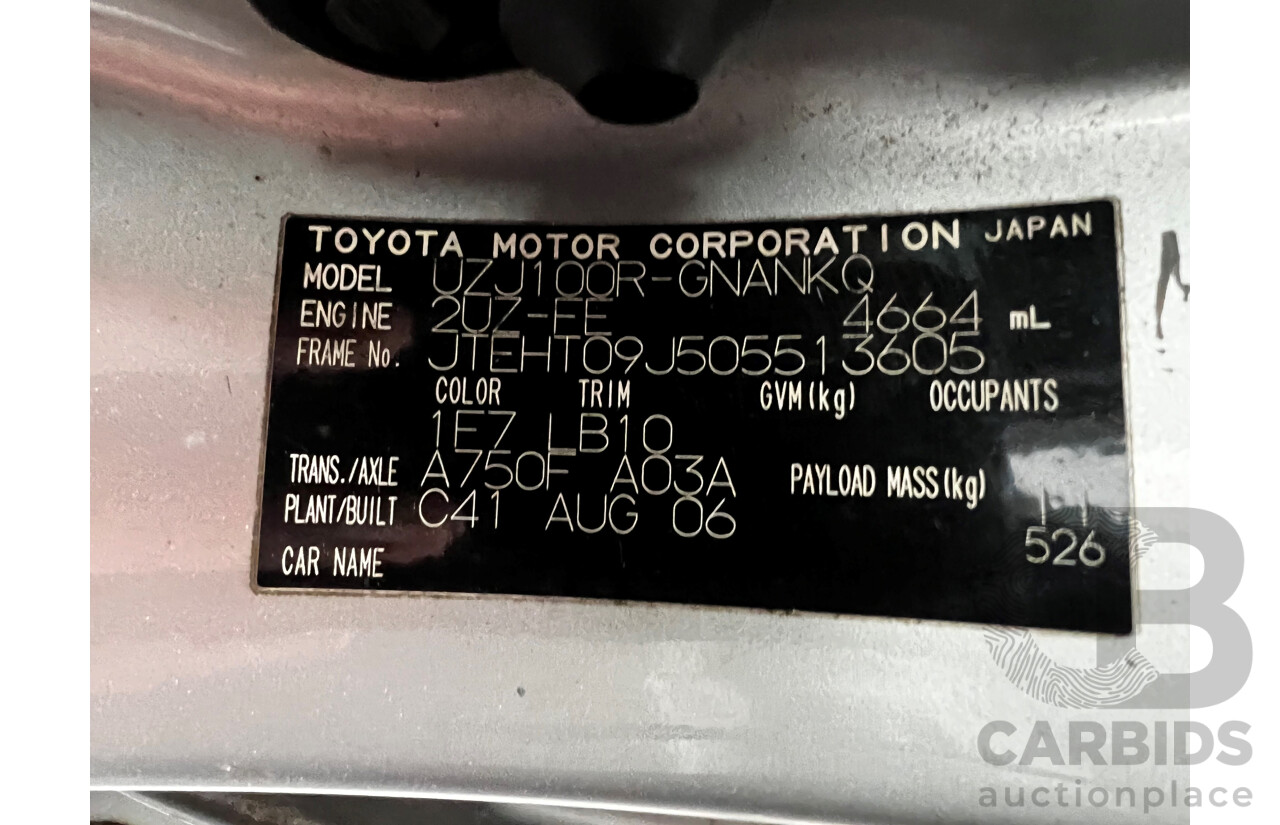 TOYOTA MOTOR CORPORATION JAPAN
MODEL UZJ100R-GNANKQ
ENGINE 2UZ-FE 4664 mL
FRAME No. JTEHT09J505513605
COLOR TRIM GVM(kg) OCCUPANTS
1E7 LB10
TRANS./AXLE A750F A03A PAYLOAD MASS(kg)
PLANT/BUILT C41 AUG 06
526
CAR NAME
CB
CARBIDS
auctionplace